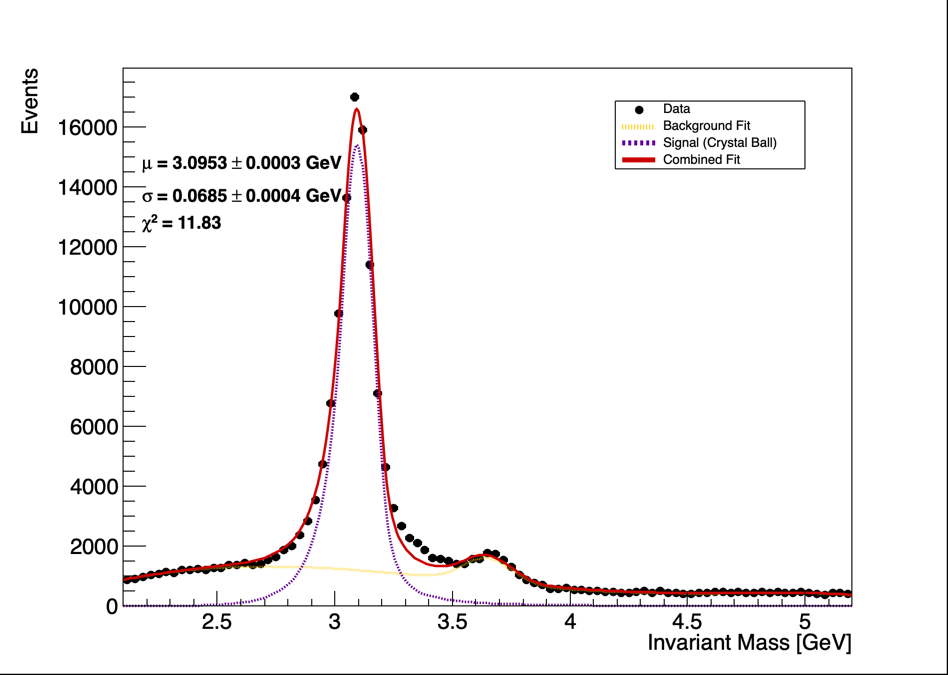 Events
16000
14000
12000
10000
8000
6000
4000
2000
0
μ = 3.0953 ± 0.0003 GeV
σ = 0.0685 ± 0.0004 GeV
χ² = 11.83
Data
Background Fit
Signal (Crystal Ball)
Combined Fit
2.5 3 3.5 4 4.5 5
Invariant Mass [GeV]